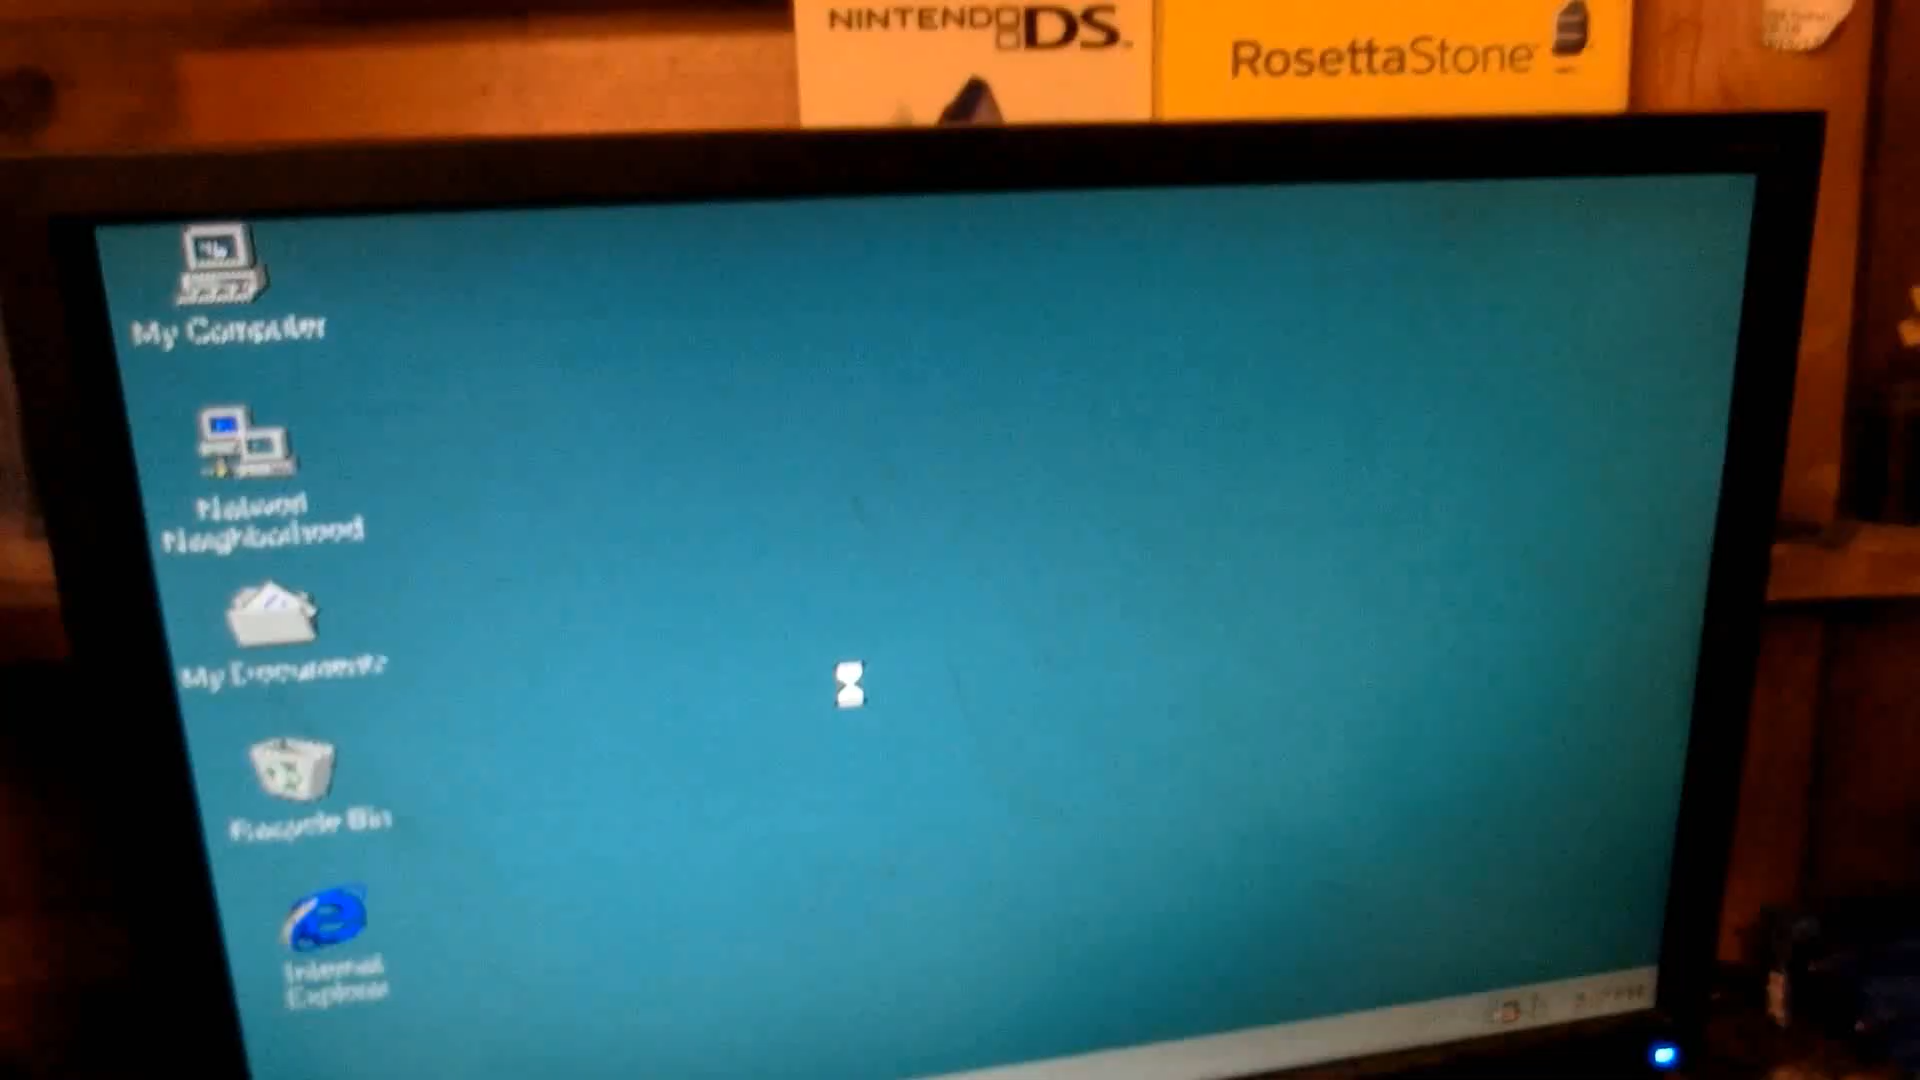 NINTENDO DS
RosettaStone
My Computer
Network
Neighborhood
My Documents
Recycle Bin
Internet
Explorer